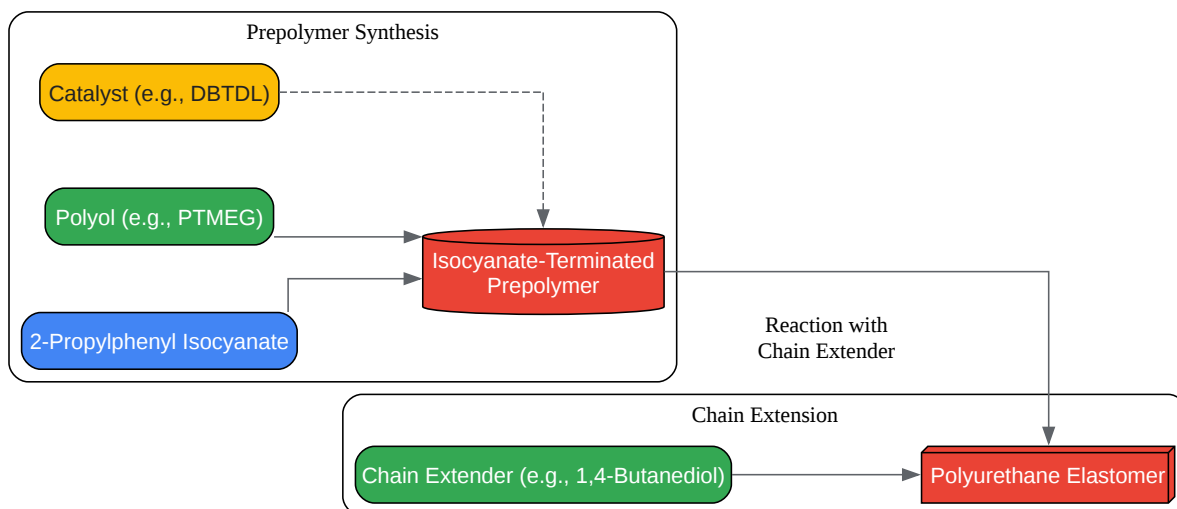 Prepolymer Synthesis
Catalyst (e.g., DBTDL)
Polyol (e.g., PTMEG)
Isocyanate-Terminated
Prepolymer
2-Propylphenyl Isocyanate
Reaction with
Chain Extender
Chain Extension
Chain Extender (e.g., 1,4-Butanediol)
Polyurethane Elastomer